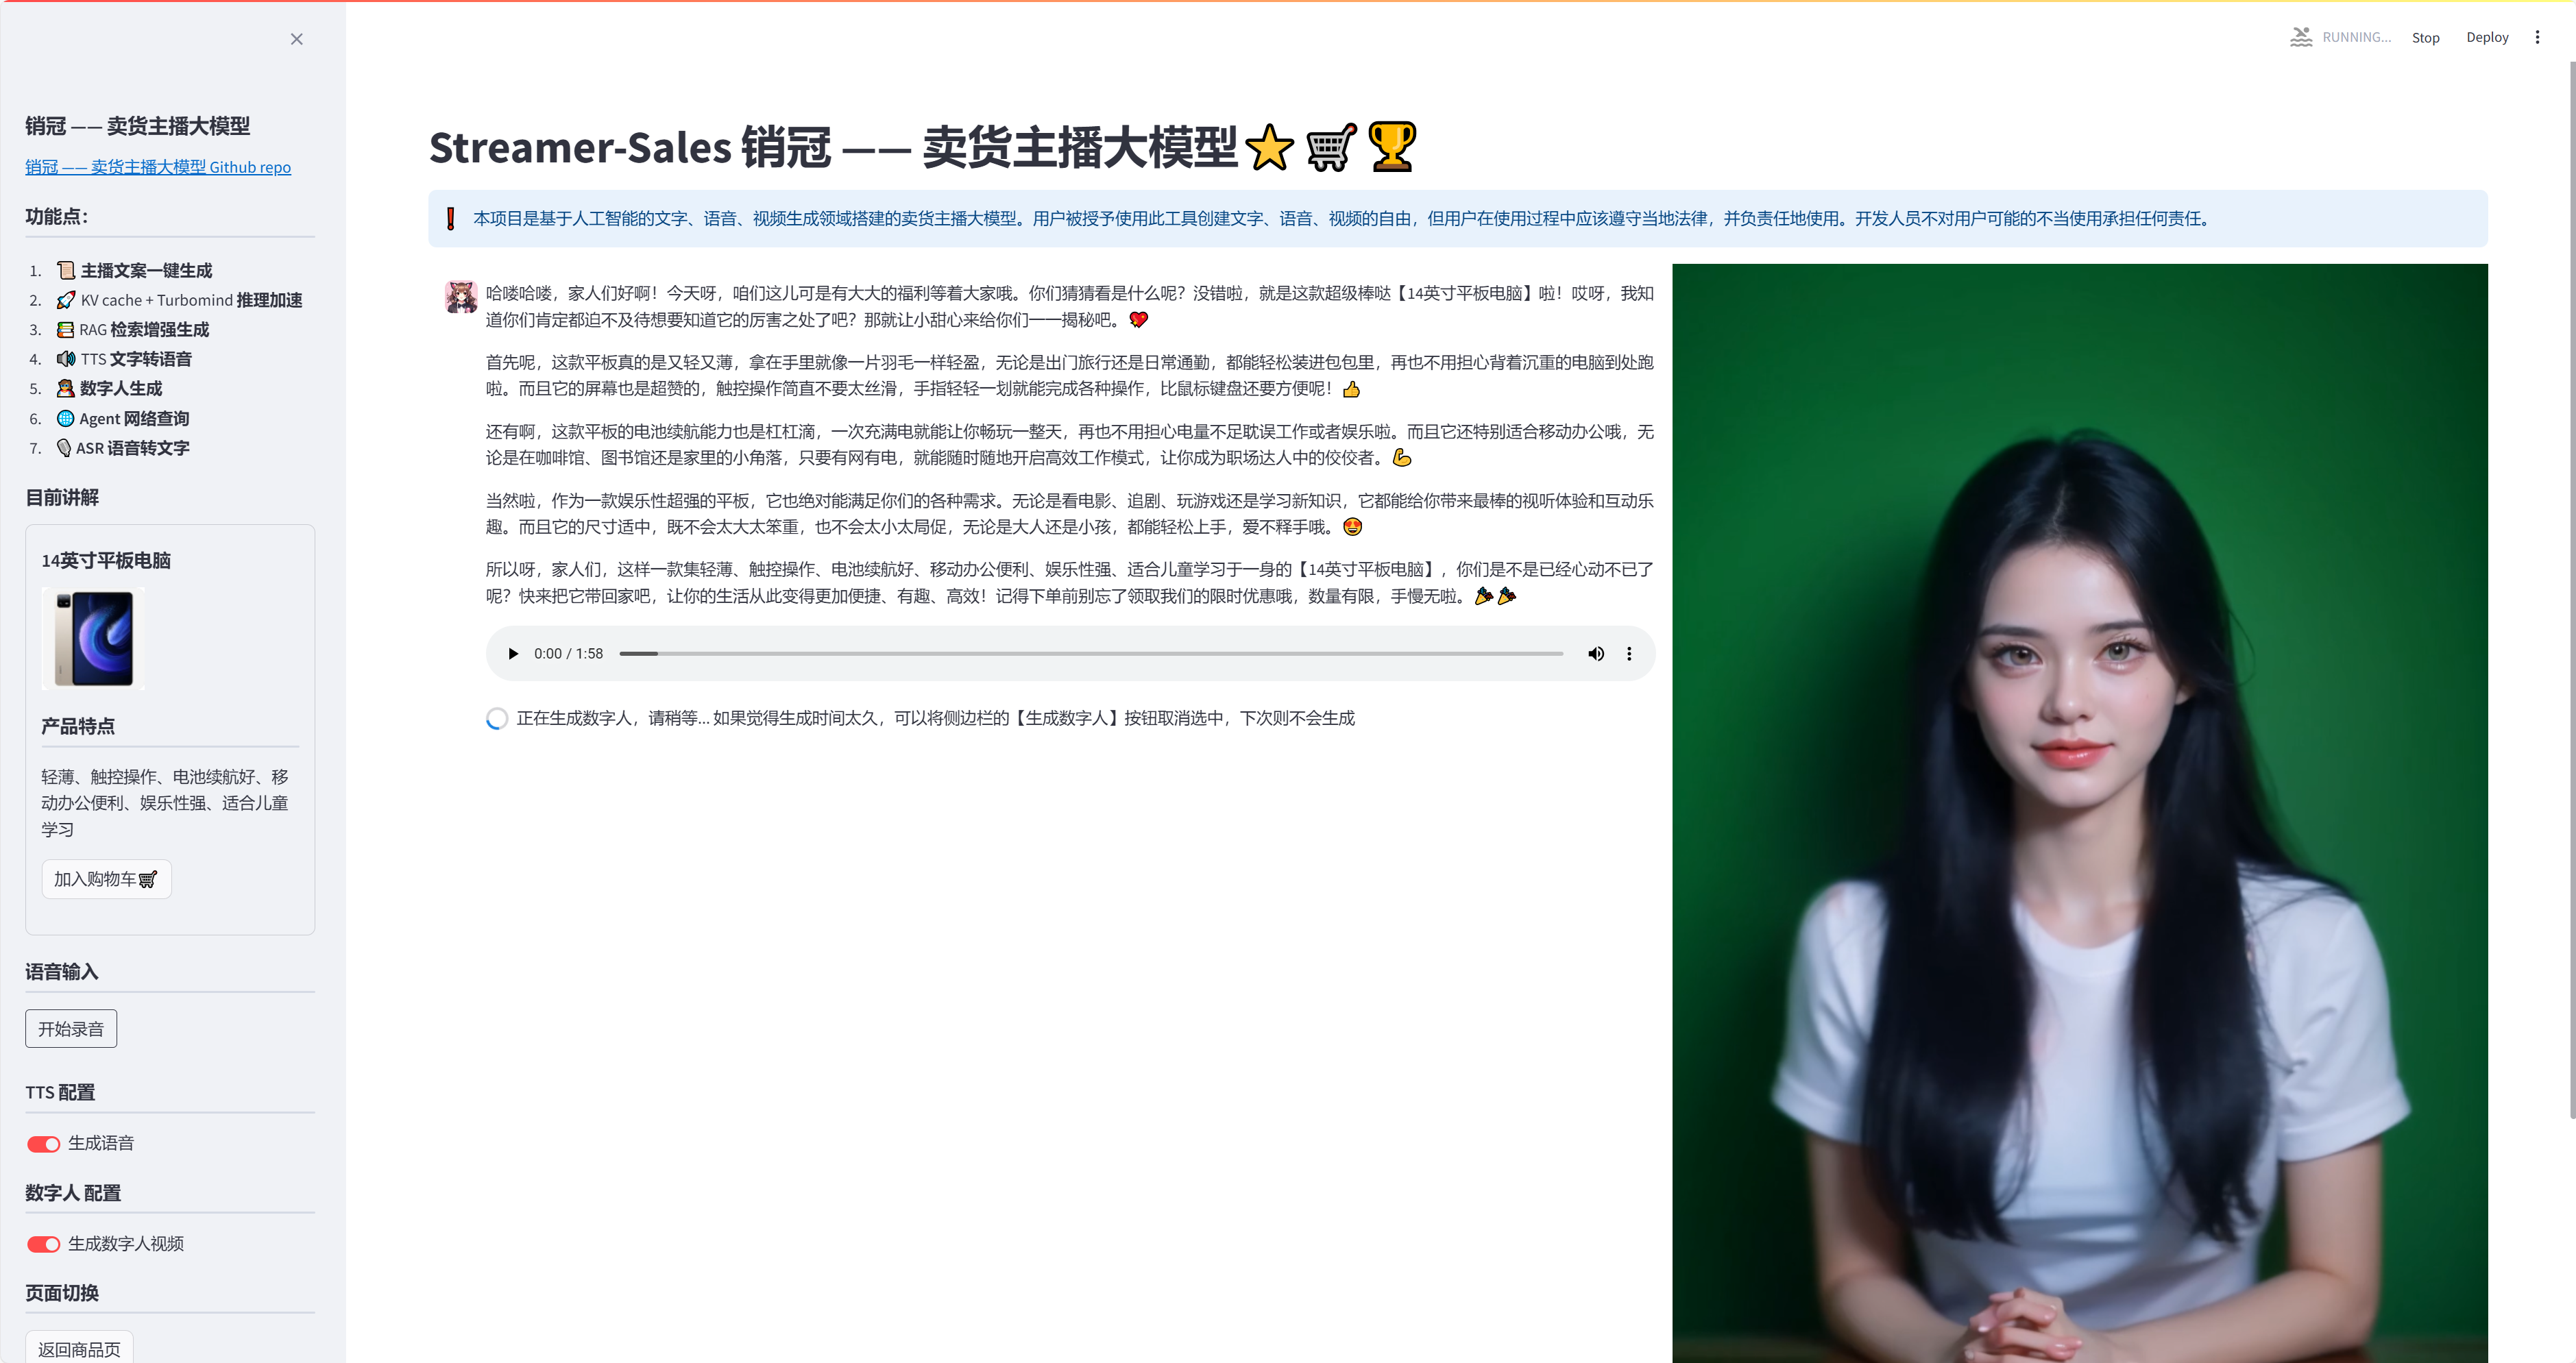 RUNNING...
Stop
Deploy
销冠 —— 卖货主播大模型
销冠 —— 卖货主播大模型 Github repo
功能点：
1. 📜 主播文案一键生成
2. 🚀 KV cache + Turbomind 推理加速
3. 📚 RAG 检索增强生成
4. 🔊 TTS 文字转语音
5. 🦸 数字人生成
6. 🌐 Agent 网络查询
7. 🎙️ ASR 语音转文字
目前讲解
14英寸平板电脑
产品特点
轻薄、触控操作、电池续航好、移
动办公便利、娱乐性强、适合儿童
学习
加入购物车🛒
语音输入
开始录音
TTS 配置
生成语音
数字人 配置
生成数字人视频
页面切换
返回商品页
Streamer-Sales 销冠 —— 卖货主播大模型⭐🛒🏆
❗ 本项目是基于人工智能的文字、语音、视频生成领域搭建的卖货主播大模型。用户被授予使用此工具创建文字、语音、视频的自由，但用户在使用过程中应该遵守当地法律，并负责任地使用。开发人员不对用户可能的不当使用承担任何责任。
哈喽哈喽，家人们好啊！今天呀，咱们这儿可是有大大的福利等着大家哦。你们猜猜看是什么呢？没错啦，就是这款超级棒哒【14英寸平板电脑】啦！哎呀，我知
道你们肯定都迫不及待想要知道它的厉害之处了吧？那就让小甜心来给你们一一揭秘吧。💖
首先呢，这款平板真的是又轻又薄，拿在手里就像一片羽毛一样轻盈，无论是出门旅行还是日常通勤，都能轻松装进包包里，再也不用担心背着沉重的电脑到处跑
啦。而且它的屏幕也是超赞的，触控操作简直不要太丝滑，手指轻轻一划就能完成各种操作，比鼠标键盘还要方便呢！👍
还有啊，这款平板的电池续航能力也是杠杠滴，一次充满电就能让你畅玩一整天，再也不用担心电量不足耽误工作或者娱乐啦。而且它还特别适合移动办公哦，无
论是在咖啡馆、图书馆还是家里的小角落，只要有网有电，就能随时随地开启高效工作模式，让你成为职场达人中的佼佼者。💪
当然啦，作为一款娱乐性超强的平板，它也绝对能满足你们的各种需求。无论是看电影、追剧、玩游戏还是学习新知识，它都能给你带来最棒的视听体验和互动乐
趣。而且它的尺寸适中，既不会太大太笨重，也不会太小太局促，无论是大人还是小孩，都能轻松上手，爱不释手哦。😍
所以呀，家人们，这样一款集轻薄、触控操作、电池续航好、移动办公便利、娱乐性强、适合儿童学习于一身的【14英寸平板电脑】，你们是不是已经心动不已了
呢？快来把它带回家吧，让你的生活从此变得更加便捷、有趣、高效！记得下单前别忘了领取我们的限时优惠哦，数量有限，手慢无啦。🎉🎉
0:00 / 1:58
正在生成数字人，请稍等... 如果觉得生成时间太久，可以将侧边栏的【生成数字人】按钮取消选中，下次则不会生成